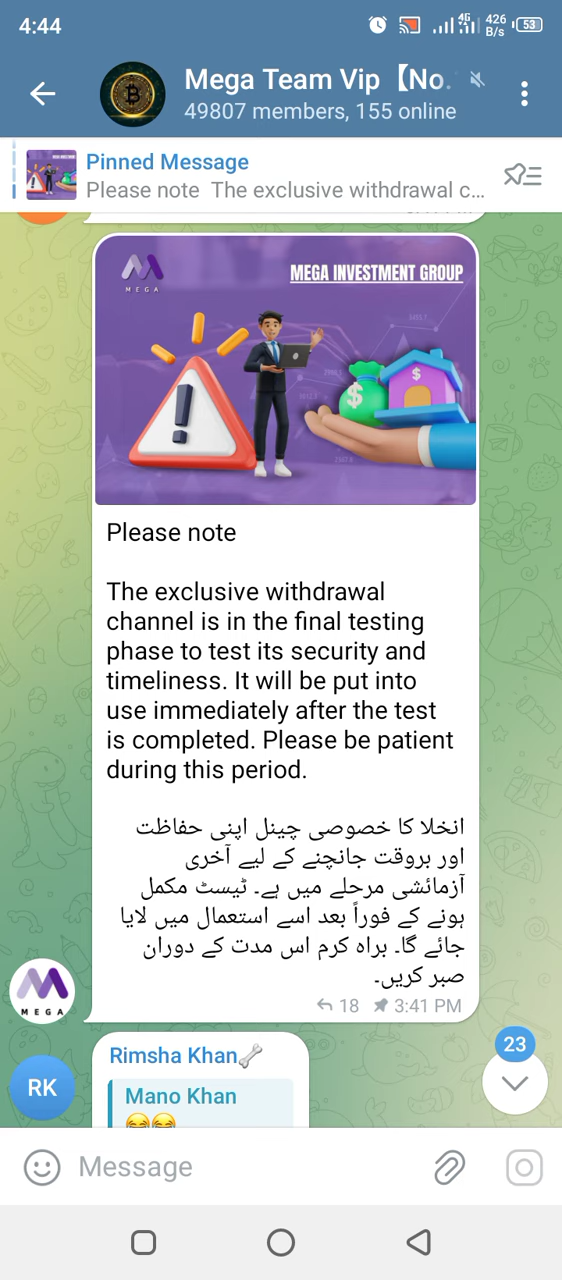 4:44
4G
426
B/s
53
Mega Team Vip【No.
49807 members, 155 online
MEGA INVESTMENT GROUP
Pinned Message
Please note The exclusive withdrawal c...
MEGA
MEGA INVESTMENT GROUP
$
$
Please note
The exclusive withdrawal
channel is in the final testing
phase to test its security and
timeliness. It will be put into
use immediately after the test
is completed. Please be patient
during this period.
انخلا کا خصوصی چینل اپنی حفاظت
اور بروقت جانچنے کے لیے آخری
آزمائشی مرحلے میں ہے۔ ٹیسٹ مکمل
ہونے کے فوراً بعد اسے استعمال میں لایا
جائے گا۔ براہ کرم اس مدت کے دوران
صبر کریں۔
18
3:41 PM
MEGA
Rimsha Khan🦴
Mano Khan
😂😂
RK
23
Message